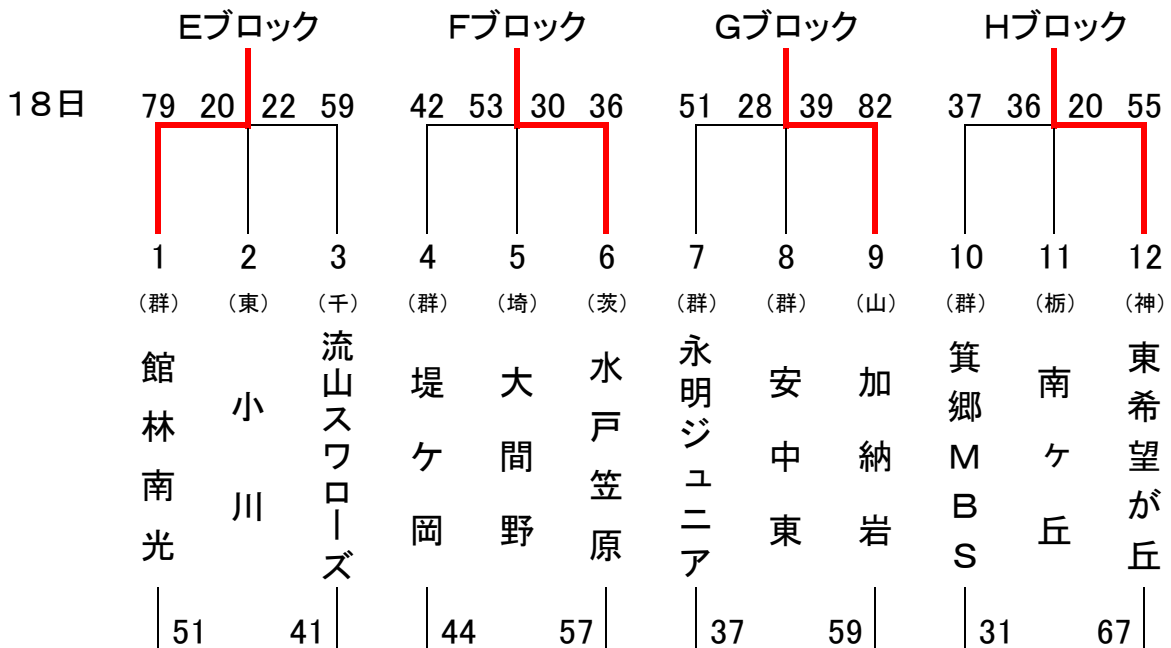 Eブロック Fブロック Gブロック Hブロック
18日 79 20 22 59 42 53 30 36 51 28 39 82 37 36 20 55
1 2 3 4 5 6 7 8 9 10 11 12
(群) (東) (千) (群) (埼) (茨) (群) (群) (山) (群) (栃) (神)
館林南光
小川
流山スワローズ
堤ケ岡
大間野
水戸笠原
永明ジュニア
安中東
加納岩
箕郷MBS
南ヶ丘
東希望が丘
51 41 44 57 37 59 31 67